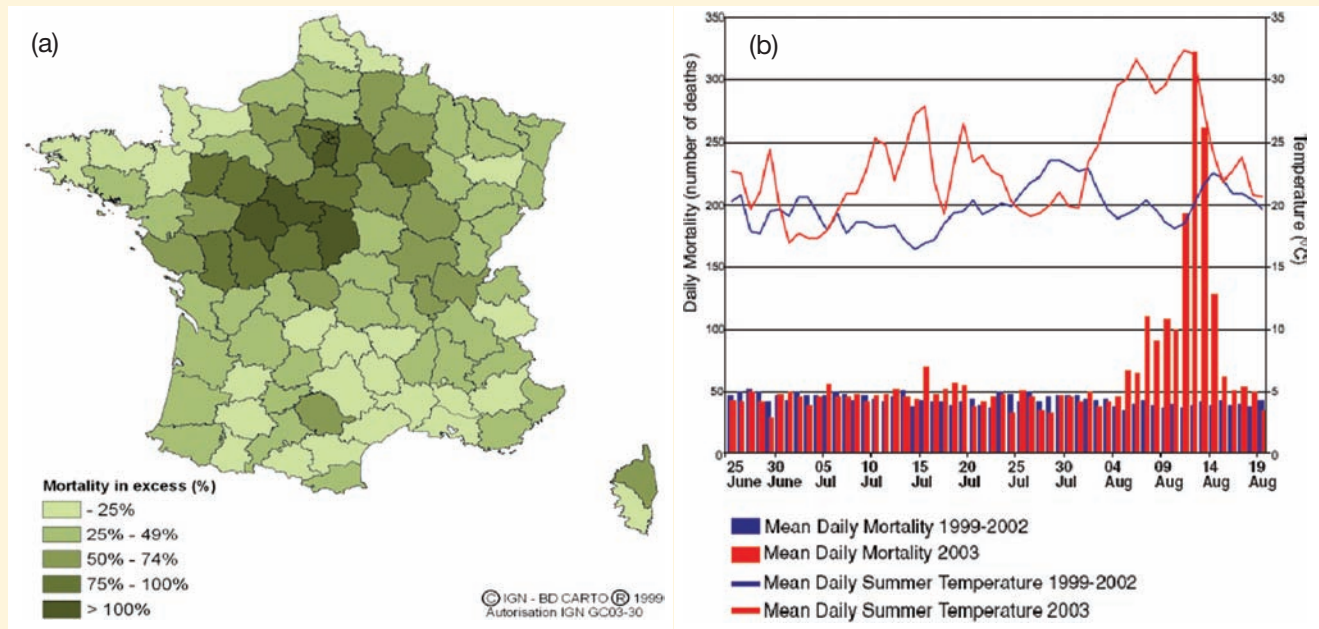 (a)
Mortality in excess (%)
- 25%
25% - 49%
50% - 74%
75% - 100%
> 100%
Ⓒ IGN - BD CARTO Ⓡ 1999
Autorisation IGN GC03-30
(b)
Daily Mortality (number of deaths)
350
300
250
200
150
100
50
0
35
30
25
20
15
10
5
0
Temperature (°C)
25 30 05 10 15 20 25 30 04 09 14 19
June June Jul Jul Jul Jul Jul Jul Aug Aug Aug Aug
Mean Daily Mortality 1999-2002
Mean Daily Mortality 2003
Mean Daily Summer Temperature 1999-2002
Mean Daily Summer Temperature 2003